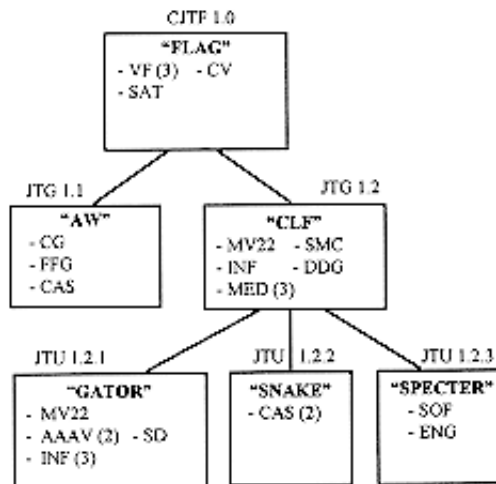 CJTF 1.0
"FLAG"
- VF (3) - CV
- SAT
JTG 1.1
JTG 1.2
"AW"
- CG
- FFG
- CAS
"CLF"
- MV22 - SMC
- INF - DDG
- MED (3)
JTU 1.2.1
JTU 1.2.2
JTU 1.2.3
"GATOR"
- MV22
- AAAV (2) - SD
- INF (3)
"SNAKE"
- CAS (2)
"SPECTER"
- SOF
- ENG